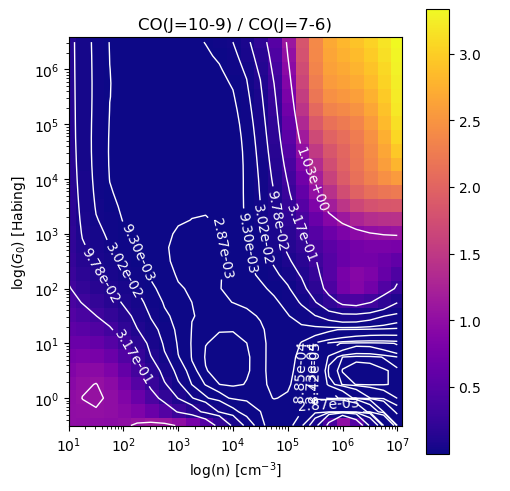 CO(J=10-9) / CO(J=7-6)
log(G₀) [Habing]
10⁶
10⁵
10⁴
10³
10²
10¹
10⁰
10¹ 10² 10³ 10⁴ 10⁵ 10⁶ 10⁷
log(n) [cm⁻³]
3.0
2.5
2.0
1.5
1.0
0.5
1.03e+00
3.17e-01
9.78e-02
3.02e-02
9.30e-03
2.87e-03
9.30e-03
3.02e-02
9.78e-02
3.17e-01
8.45e-04
2.87e-03